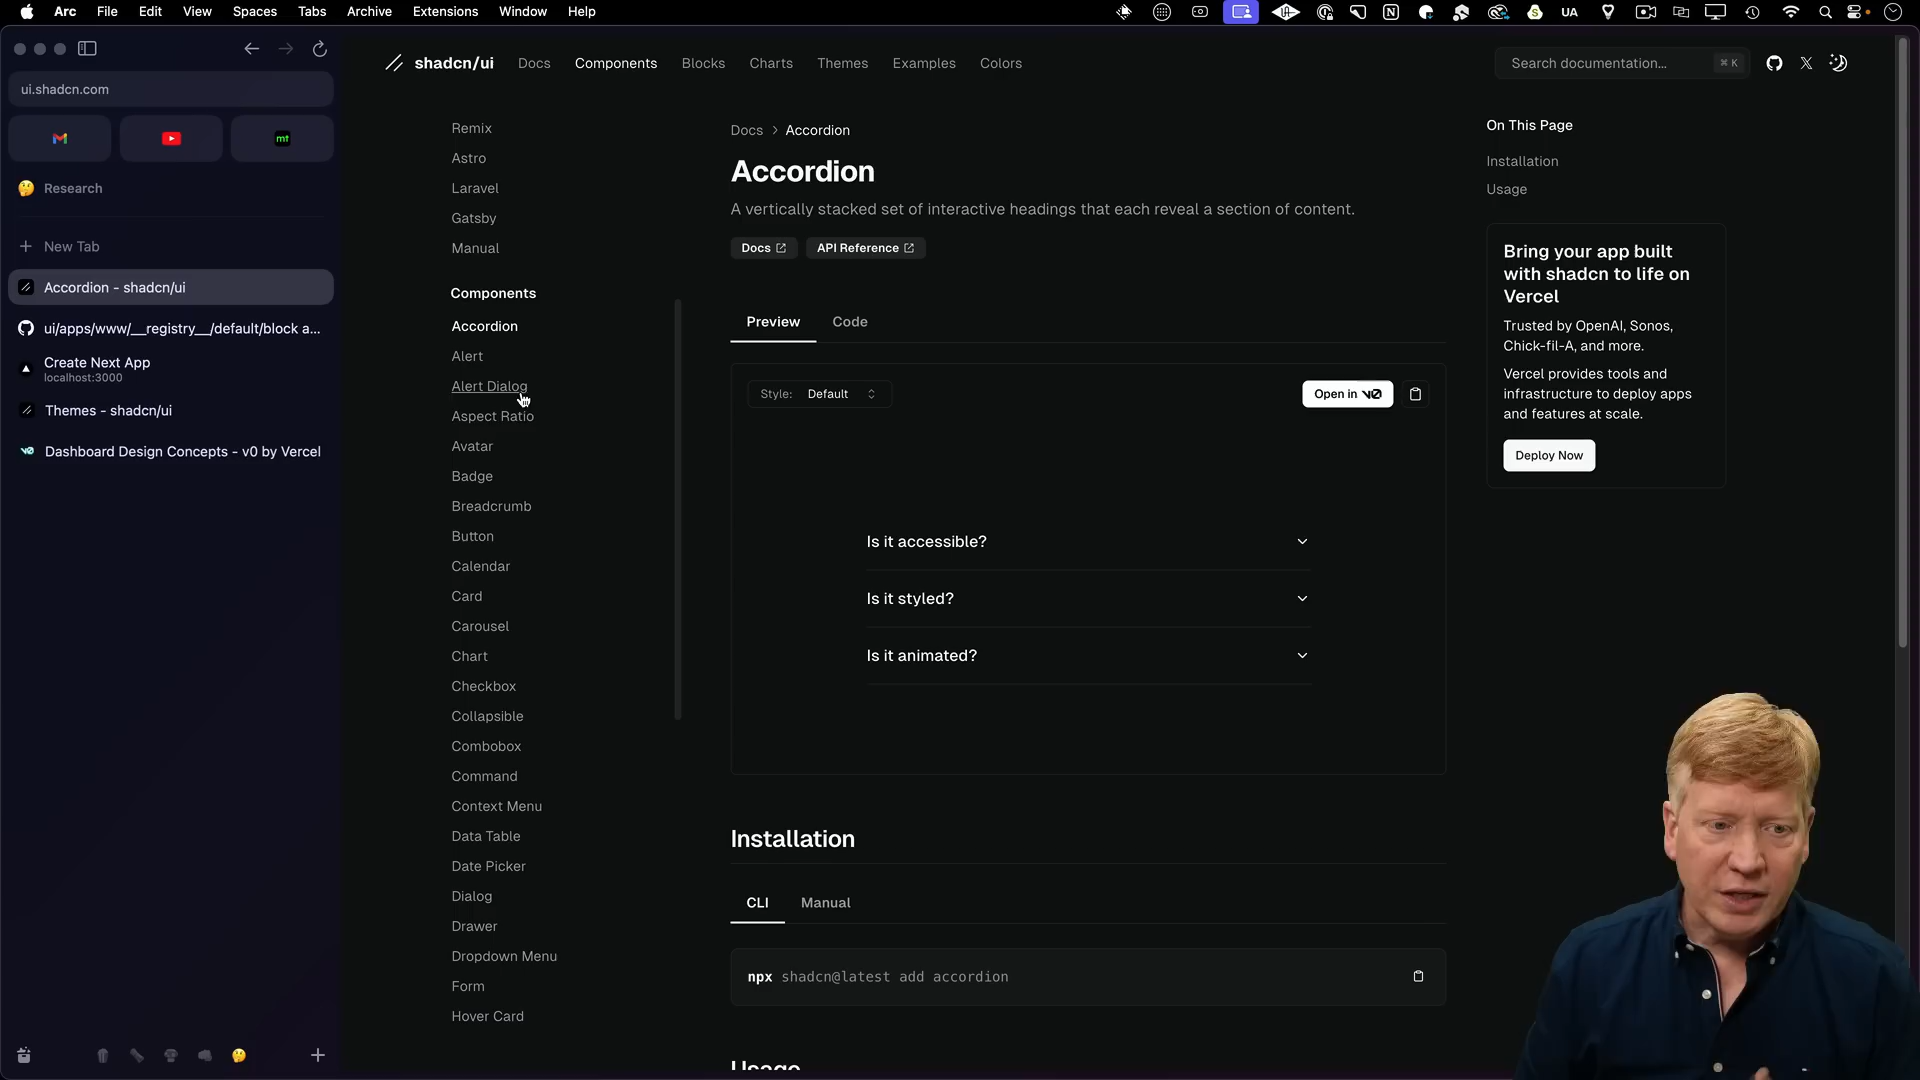 Arc File Edit View Spaces Tabs Archive Extensions Window Help
UA
ui.shadcn.com
mt
Research
New Tab
Accordion - shadcn/ui
ui/apps/www/__registry__/default/block a...
Create Next App
localhost:3000
Themes - shadcn/ui
Dashboard Design Concepts - v0 by Vercel
shadcn/ui Docs Components Blocks Charts Themes Examples Colors
Search documentation... ⌘ K
Remix
Astro
Laravel
Gatsby
Manual
Components
Accordion
Alert
Alert Dialog
Aspect Ratio
Avatar
Badge
Breadcrumb
Button
Calendar
Card
Carousel
Chart
Checkbox
Collapsible
Combobox
Command
Context Menu
Data Table
Date Picker
Dialog
Drawer
Dropdown Menu
Form
Hover Card
Docs > Accordion
Accordion
A vertically stacked set of interactive headings that each reveal a section of content.
Docs API Reference
Preview Code
Style: Default
Open in v0
Is it accessible?
Is it styled?
Is it animated?
Installation
CLI Manual
npx shadcn@latest add accordion
Usage
On This Page
Installation
Usage
Bring your app built
with shadcn to life on
Vercel
Trusted by OpenAI, Sonos,
Chick-fil-A, and more.
Vercel provides tools and
infrastructure to deploy apps
and features at scale.
Deploy Now